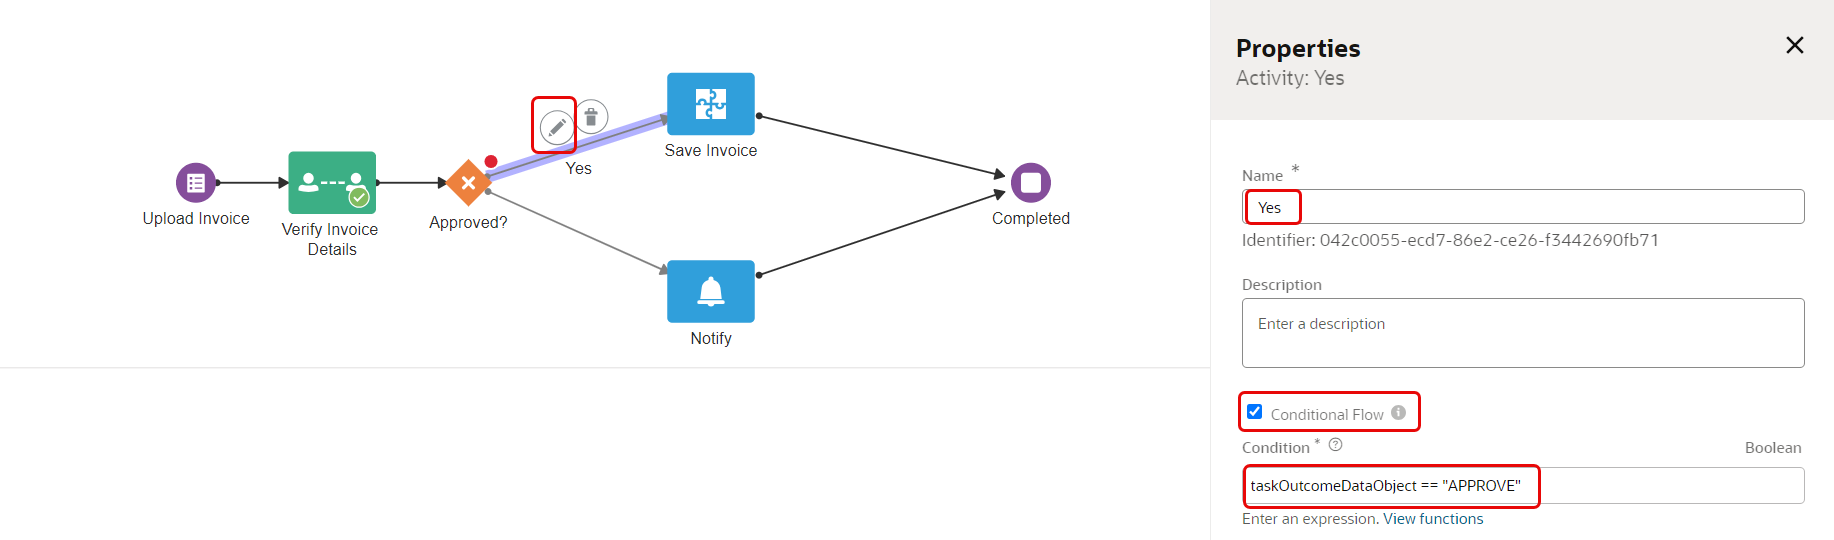 Upload Invoice
Verify Invoice
Details
Approved?
Yes
Save Invoice
Notify
Completed
Properties
Activity: Yes
Name *
Yes
Identifier: 042c0055-ecd7-86e2-ce26-f3442690fb71
Description
Enter a description
Conditional Flow
Condition * Boolean
taskOutcomeDataObject == "APPROVE"
Enter an expression. View functions